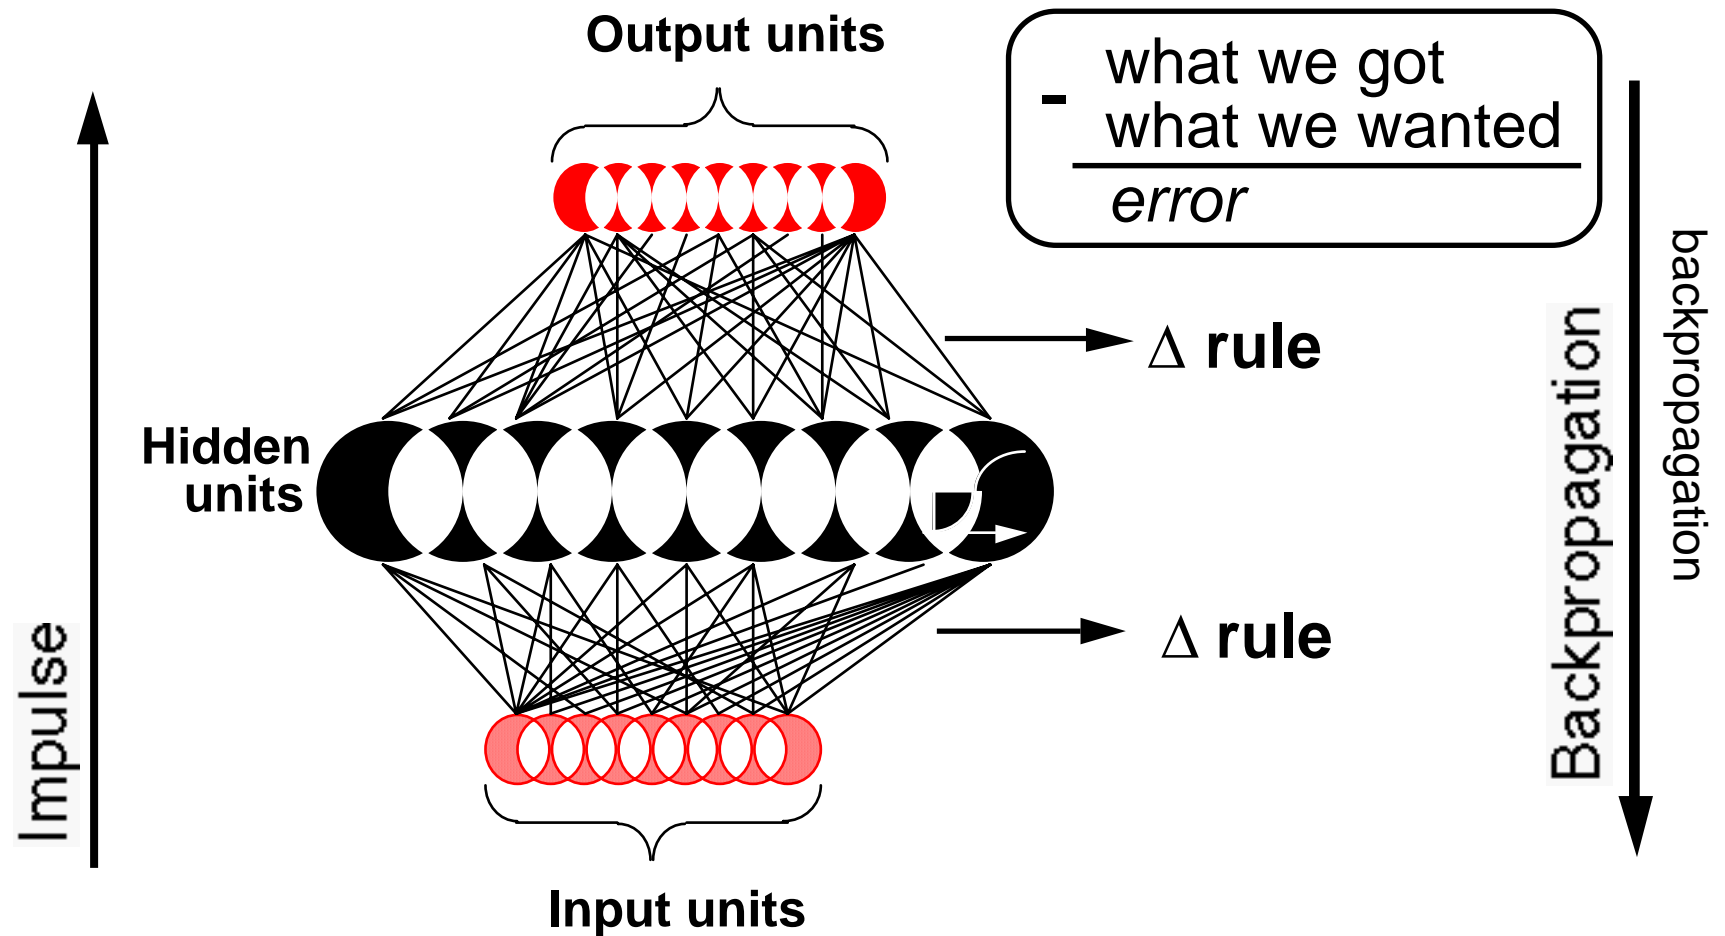 Output units
what we got
- what we wanted
error
Δ rule
Hidden
units
Δ rule
Input units
Impulse
Backpropagation
backpropagation